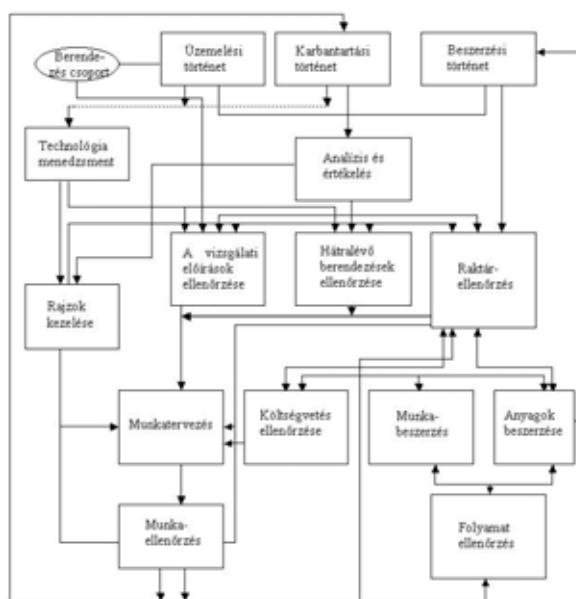 Berende-
zés csoport
Üzemelési
történet
Karbantartási
történet
Beszerzési
történet
Technológia
menedzsment
Analízis és
értékelés
A vizsgálati
előírások
ellenőrzése
Hátralévő
berendezések
ellenőrzése
Raktár-
ellenőrzés
Rajzok
kezelése
Munkatervezés
Költségvetés
ellenőrzése
Munka-
beszerzés
Anyagok
beszerzése
Munka-
ellenőrzés
Folyamat
ellenőrzés